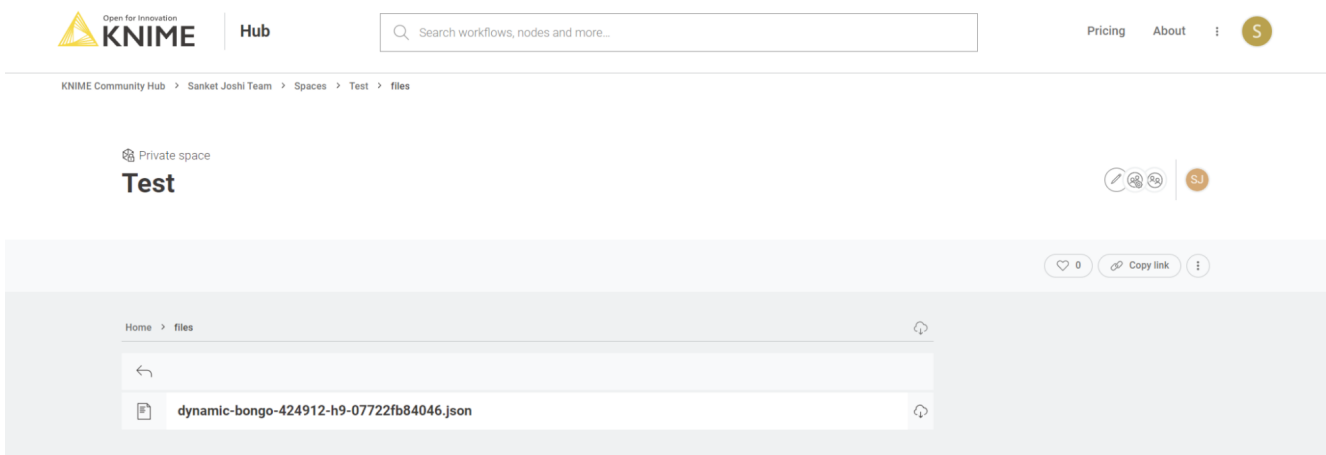 Open for Innovation
KNIME
Hub
Search workflows, nodes and more...
Pricing About
S
KNIME Community Hub > Sanket Joshi Team > Spaces > Test > files
Private space
Test
SJ
0 Copy link
Home > files
dynamic-bongo-424912-h9-07722fb84046.json